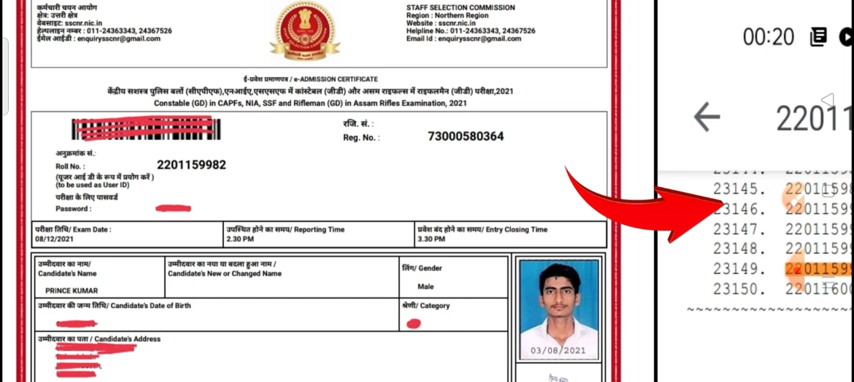 कर्मचारी चयन आयोग
क्षेत्र: उत्तरी क्षेत्र
वेबसाइट: sscnr.nic.in
हेल्पलाइन नम्बर : 011-24363343, 24367526
ईमेल आईडी : enquirysscnr@gmail.com
STAFF SELECTION COMMISSION
Region : Northern Region
Website : sscnr.nic.in
Helpline No.: 011-24363343, 24367526
Email Id : enquirysscnr@gmail.com
ई-प्रवेश प्रमाणपत्र / e-ADMISSION CERTIFICATE
केंद्रीय सशस्त्र पुलिस बलों (सीएपीएफ),एनआईए,एसएसएफ में कांस्टेबल (जीडी) और असम राइफल्स में राइफलमैन (जीडी) परीक्षा,2021
Constable (GD) in CAPFs, NIA, SSF and Rifleman (GD) in Assam Rifles Examination, 2021
रजि. सं. :
Reg. No. : 73000580364
अनुक्रमांक सं.:
Roll No. : 2201159982
(यूजर आई डी के रूप में प्रयोग करें )
(to be used as User ID)
परीक्षा के लिए पासवर्ड
Password :
परीक्षा तिथि/ Exam Date :
08/12/2021
उपस्थित होने का समय/ Reporting Time
2.30 PM
प्रवेश बंद होने का समय/ Entry Closing Time
3.30 PM
उम्मीदवार का नाम/
Candidate's Name
PRINCE KUMAR
उम्मीदवार का नया या बदला हुआ नाम /
Candidate's New or Changed Name
लिंग/ Gender
Male
उम्मीदवार की जन्म तिथि/ Candidate's Date of Birth
श्रेणी/ Category
उम्मीदवार का पता / Candidate's Address
03/08/2021
00:20
22011
23145. 22011598
23146. 22011599
23147. 22011599
23148. 22011599
23149. 22011599
23150. 22011600
~~~~~~~~~~~~~~~~~